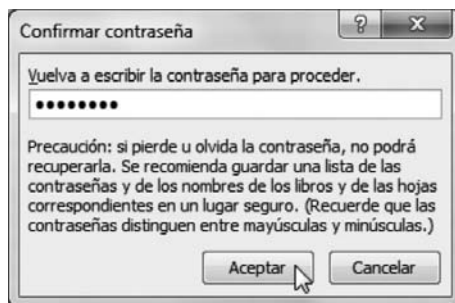 Confirmar contraseña
?
Vuelva a escribir la contraseña para proceder.
••••••••
Precaución: si pierde u olvida la contraseña, no podrá
recuperarla. Se recomienda guardar una lista de las
contraseñas y de los nombres de los libros y de las hojas
correspondientes en un lugar seguro. (Recuerde que las
contraseñas distinguen entre mayúsculas y minúsculas.)
Aceptar Cancelar